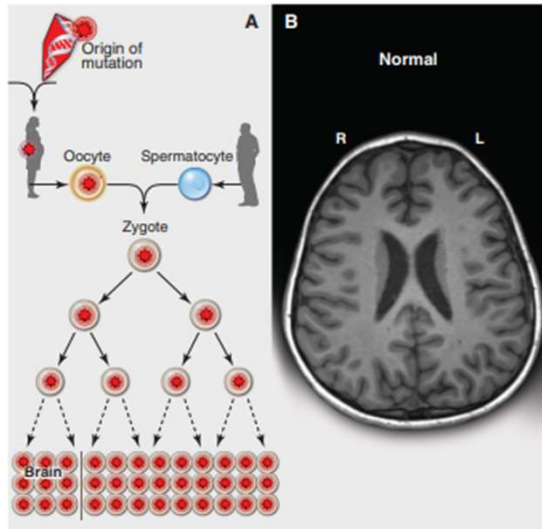 A
Origin of
mutation
Oocyte
Spermatocyte
Zygote
Brain
B
Normal
R
L